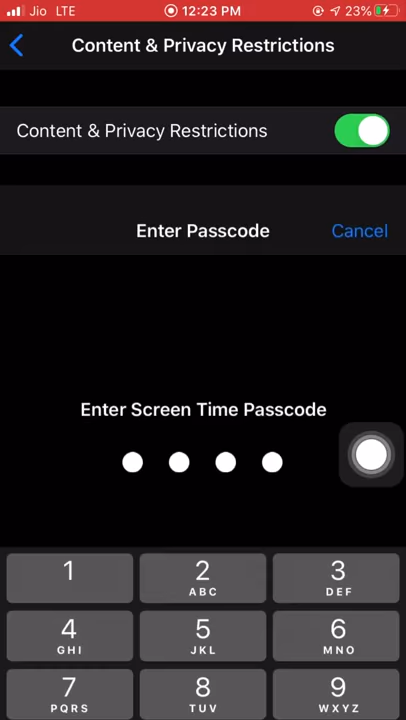 Jio LTE 12:23 PM 23%
Content & Privacy Restrictions
Content & Privacy Restrictions
Enter Passcode Cancel
Enter Screen Time Passcode
1 2 3
ABC DEF
4 5 6
GHI JKL MNO
7 8 9
PQRS TUV WXYZ